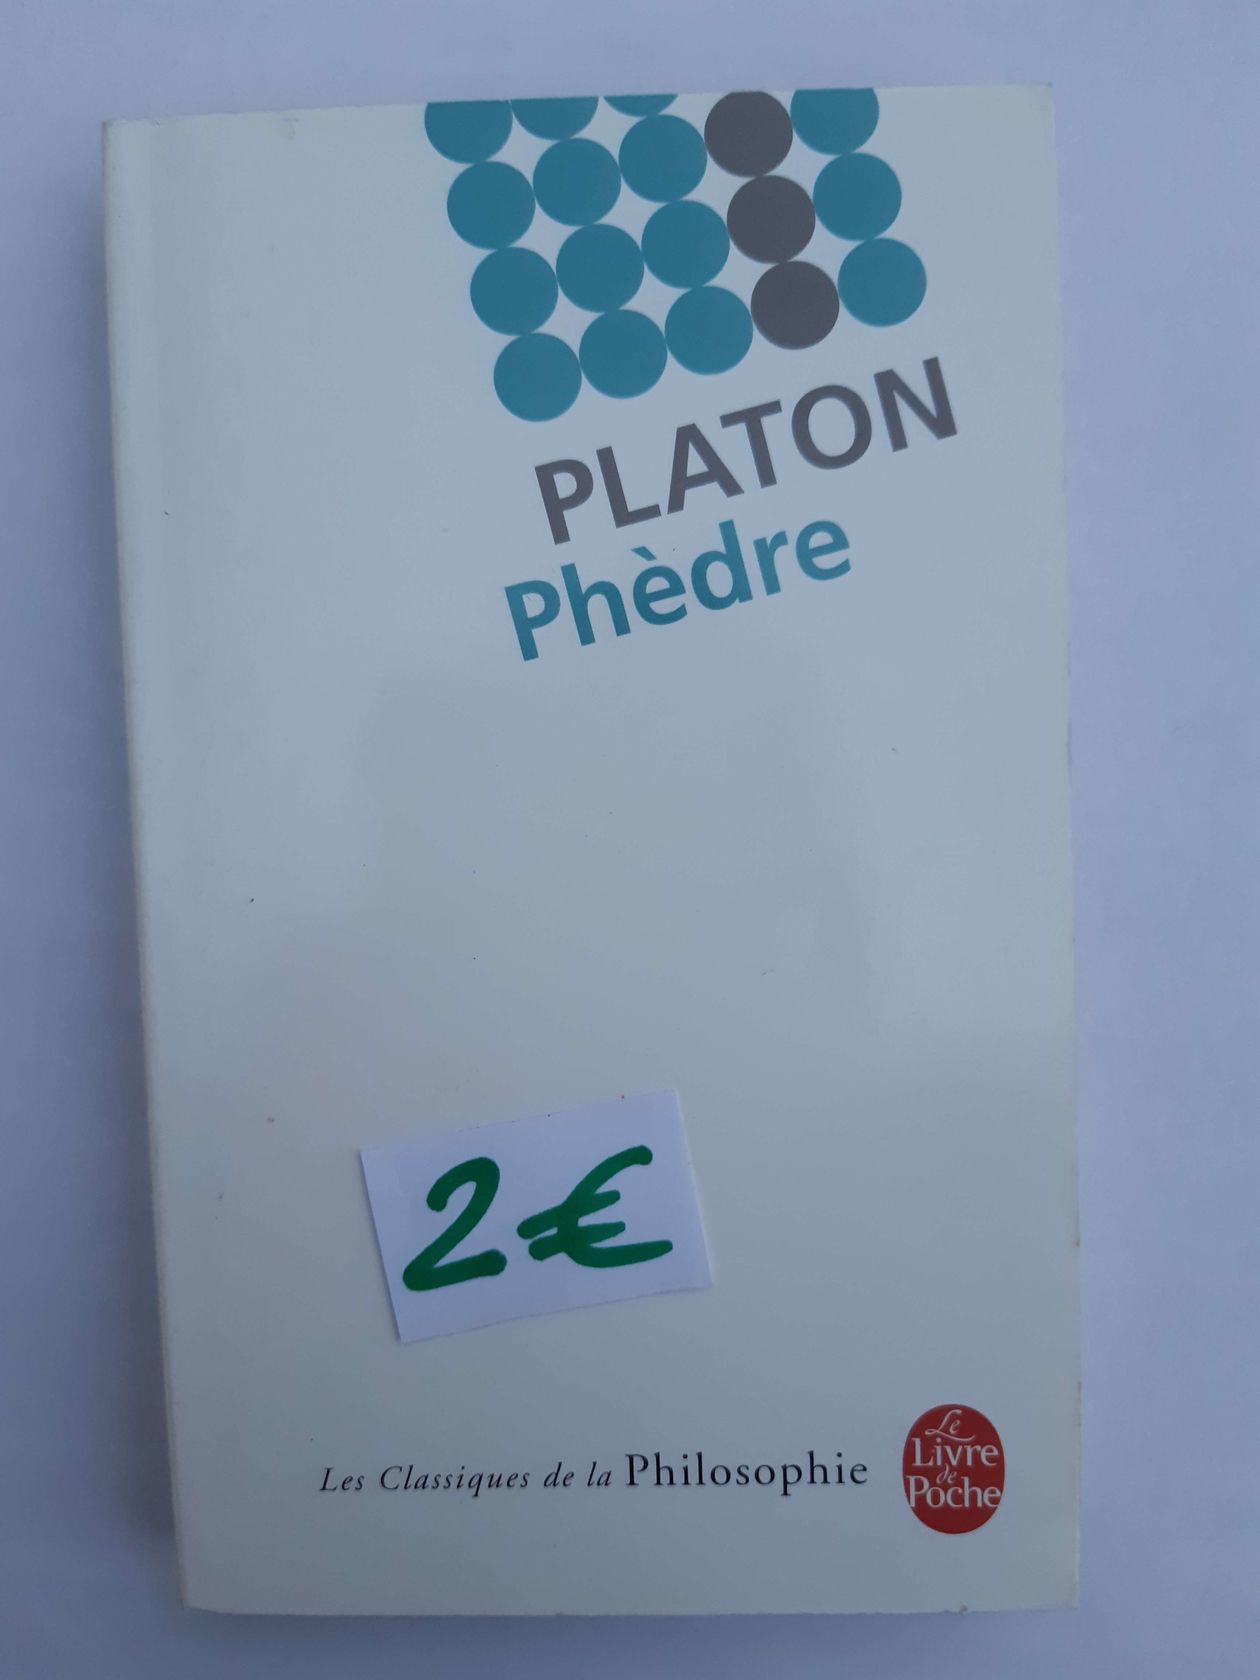 PLATON
Phèdre
2€
Les Classiques de la Philosophie
Le
Livre
de
Poche